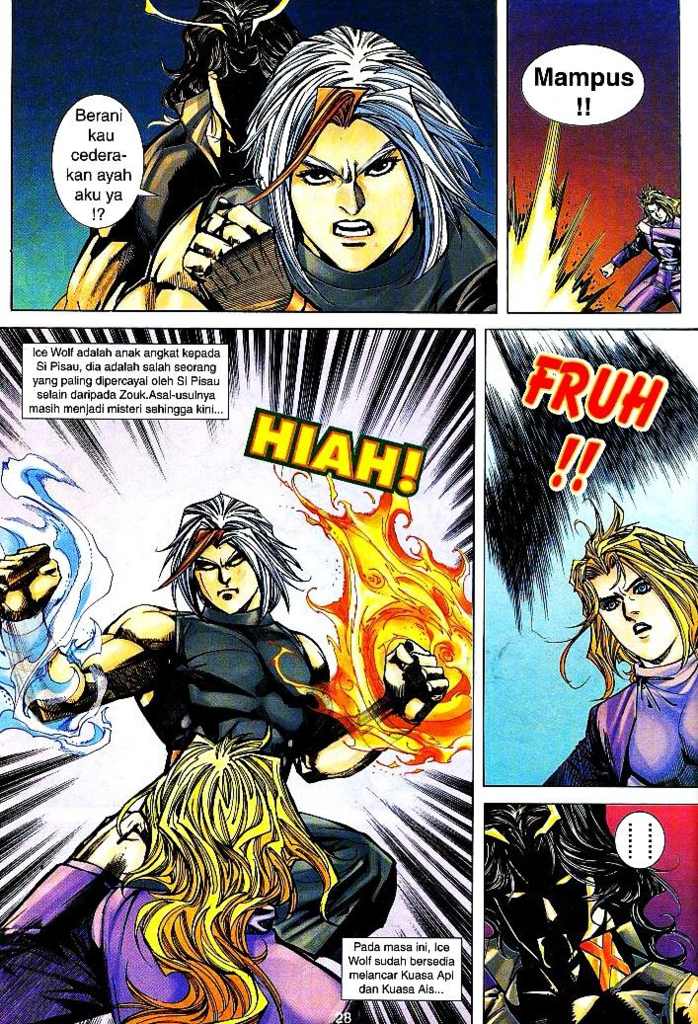 Berani
kau
cedera-
kan ayah
aku ya
!?
Mampus
!!
Ice Wolf adalah anak angkat kepada
Si Pisau, dia adalah salah seorang
yang paling dipercayai oleh SI Pisau
selain daripada Zouk.Asal-usulnya
masih menjadi misteri sehingga kini...
HIAH!
FRUH
!!
Pada masa ini, Ice
Wolf sudah bersedia
melancar Kuasa Api
dan Kuasa Ais...
28